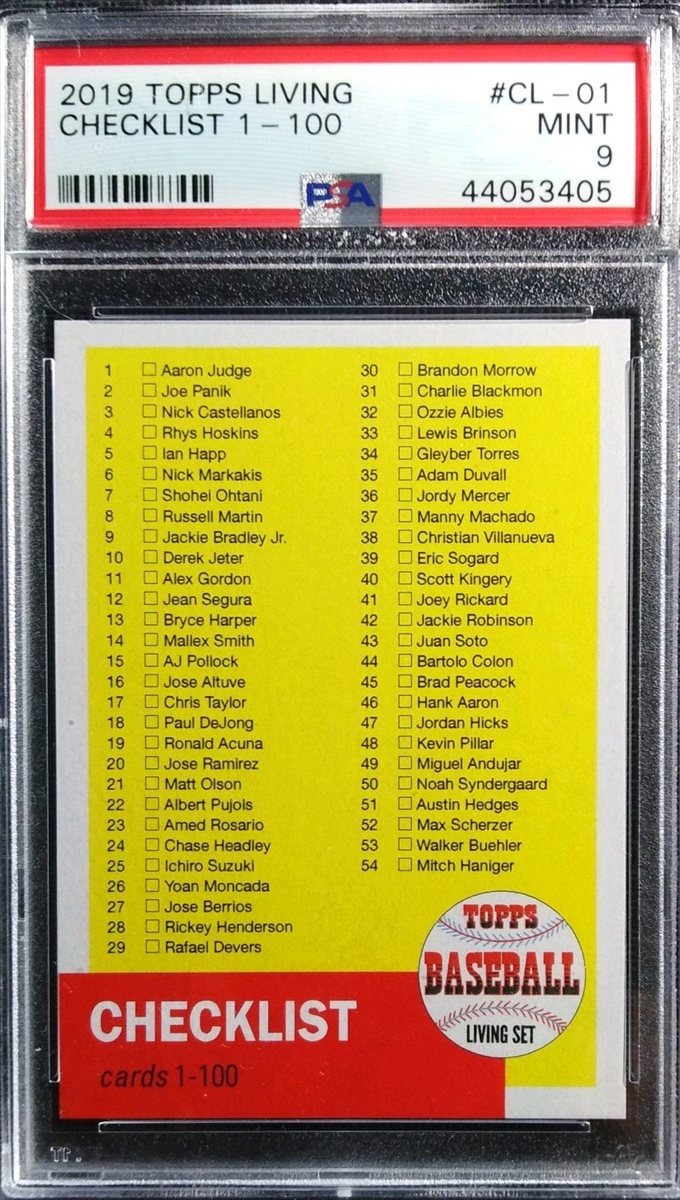 2019 TOPPS LIVING #CL-01
CHECKLIST 1-100 MINT
9
PSA 44053405
1 Aaron Judge
2 Joe Panik
3 Nick Castellanos
4 Rhys Hoskins
5 Ian Happ
6 Nick Markakis
7 Shohei Ohtani
8 Russell Martin
9 Jackie Bradley Jr.
10 Derek Jeter
11 Alex Gordon
12 Jean Segura
13 Bryce Harper
14 Mallex Smith
15 AJ Pollock
16 Jose Altuve
17 Chris Taylor
18 Paul DeJong
19 Ronald Acuna
20 Jose Ramirez
21 Matt Olson
22 Albert Pujols
23 Amed Rosario
24 Chase Headley
25 Ichiro Suzuki
26 Yoan Moncada
27 Jose Berrios
28 Rickey Henderson
29 Rafael Devers
30 Brandon Morrow
31 Charlie Blackmon
32 Ozzie Albies
33 Lewis Brinson
34 Gleyber Torres
35 Adam Duvall
36 Jordy Mercer
37 Manny Machado
38 Christian Villanueva
39 Eric Sogard
40 Scott Kingery
41 Joey Rickard
42 Jackie Robinson
43 Juan Soto
44 Bartolo Colon
45 Brad Peacock
46 Hank Aaron
47 Jordan Hicks
48 Kevin Pillar
49 Miguel Andujar
50 Noah Syndergaard
51 Austin Hedges
52 Max Scherzer
53 Walker Buehler
54 Mitch Haniger
TOPPS
BASEBALL
LIVING SET
CHECKLIST
cards 1-100